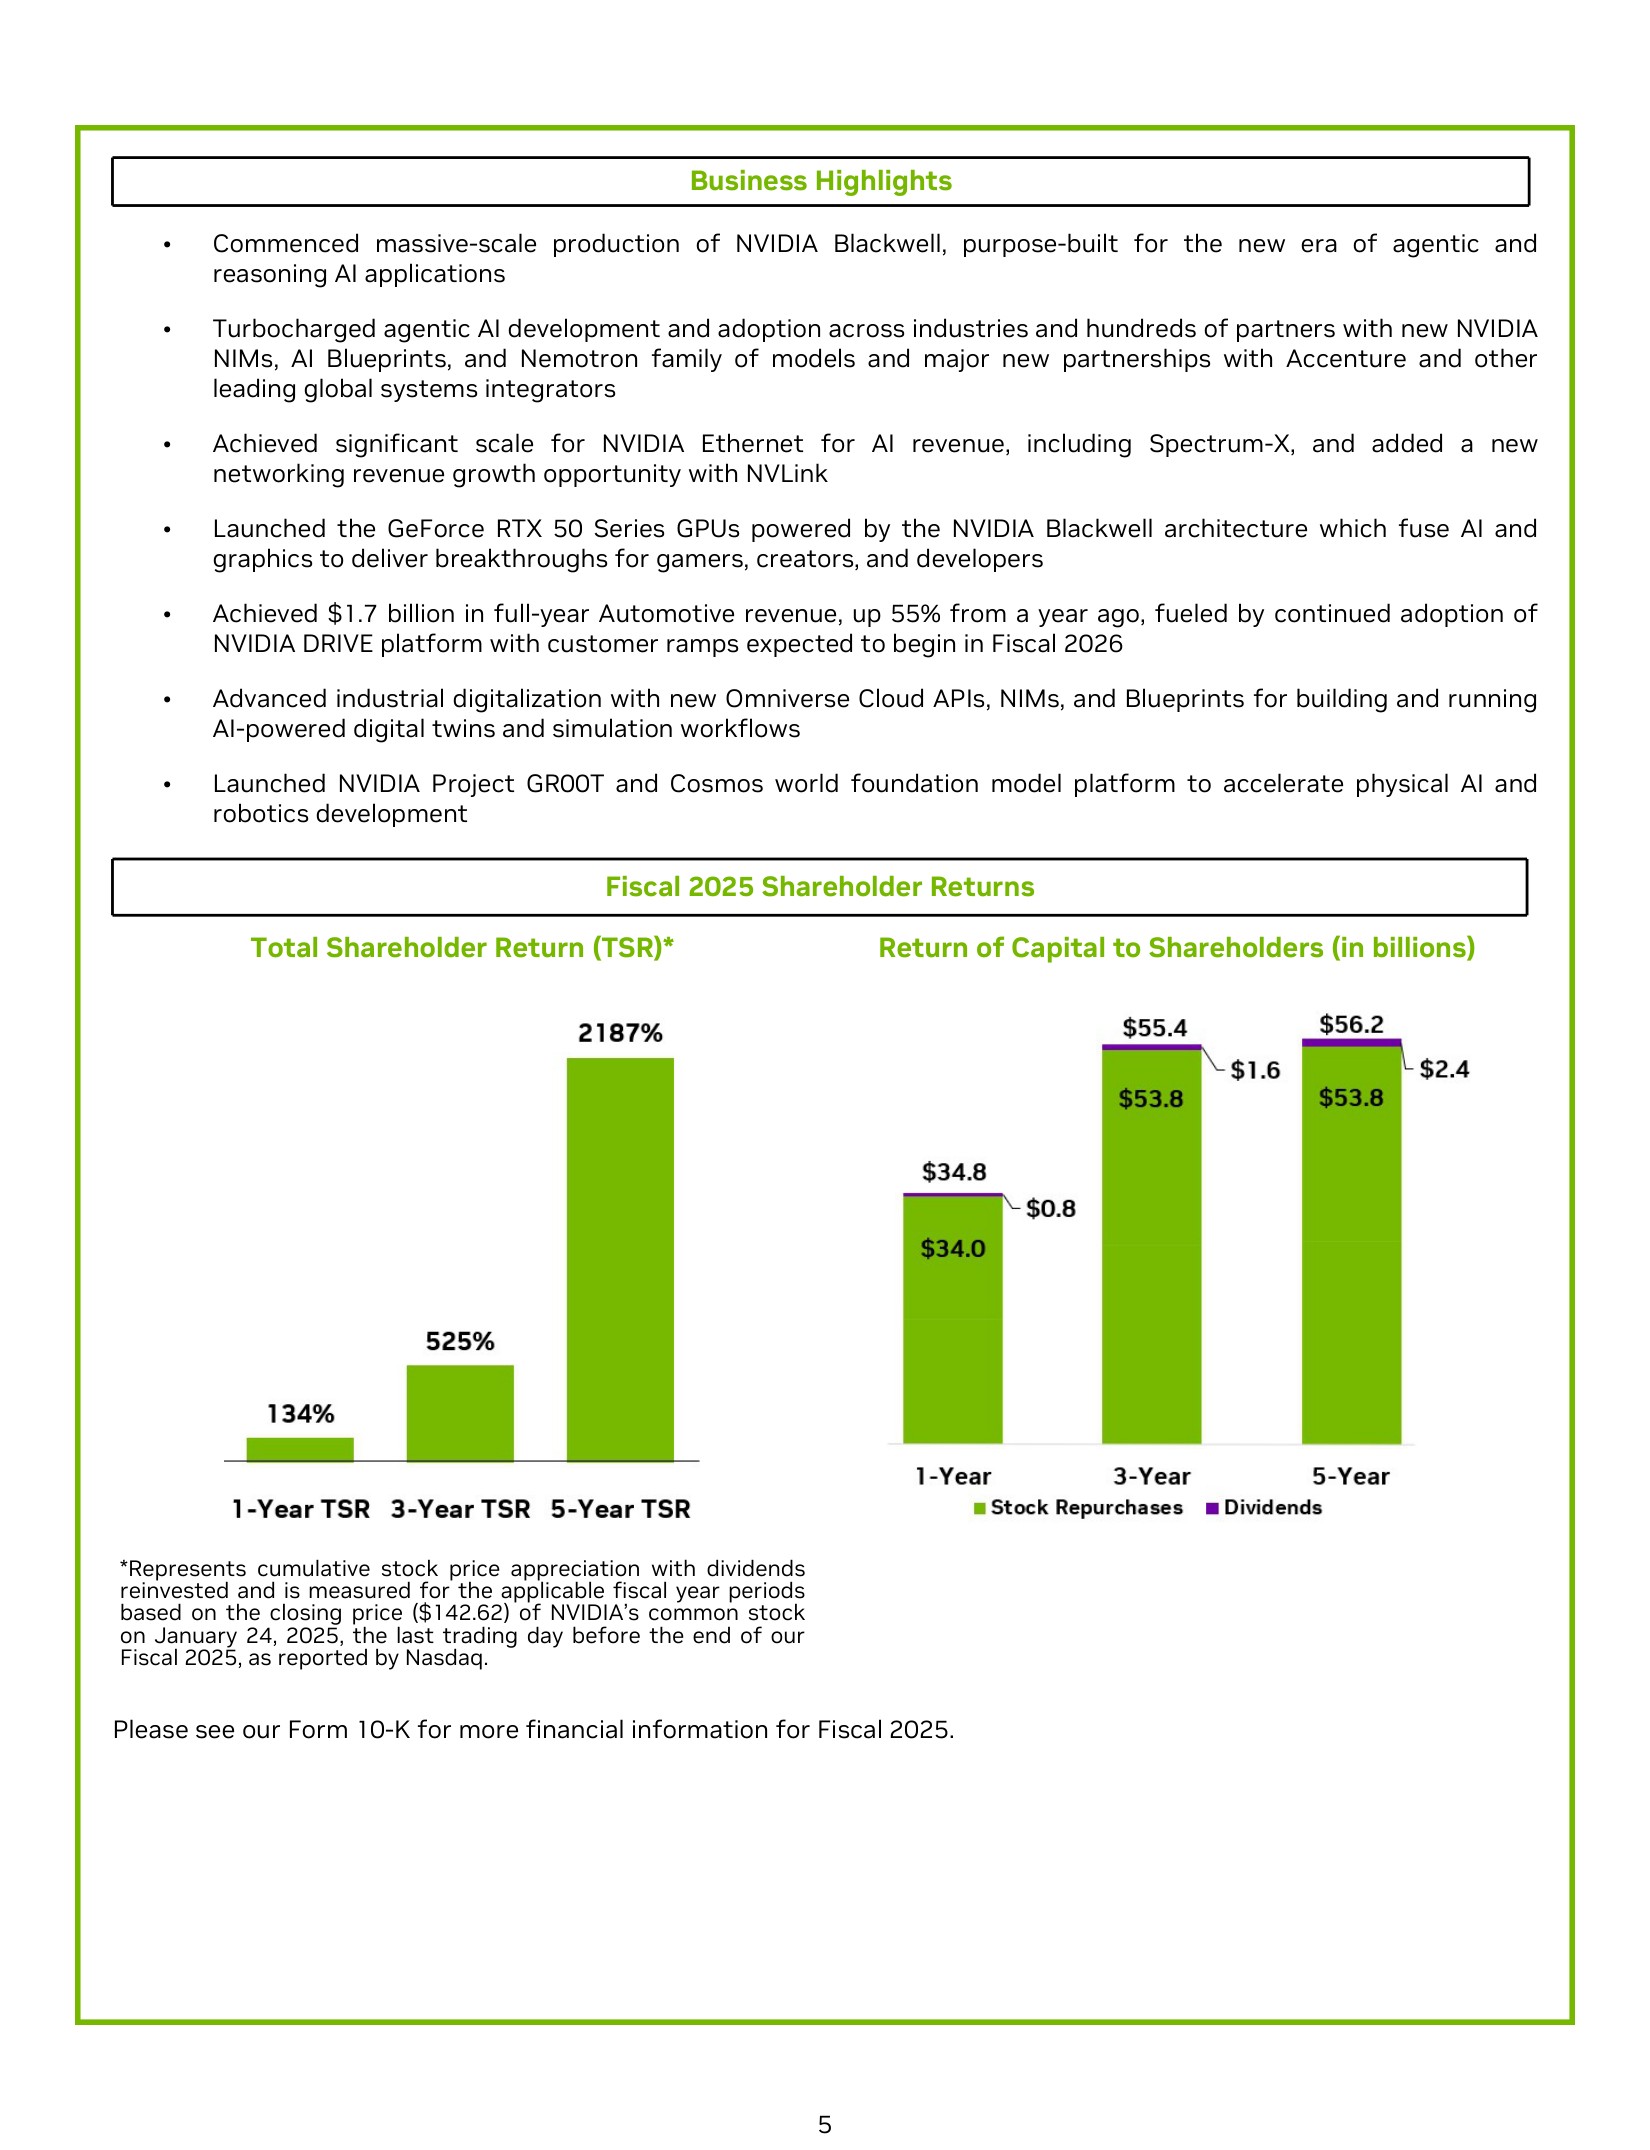 Business Highlights
• Commenced massive-scale production of NVIDIA Blackwell, purpose-built for the new era of agentic and
reasoning AI applications
• Turbocharged agentic AI development and adoption across industries and hundreds of partners with new NVIDIA
NIMs, AI Blueprints, and Nemotron family of models and major new partnerships with Accenture and other
leading global systems integrators
• Achieved significant scale for NVIDIA Ethernet for AI revenue, including Spectrum-X, and added a new
networking revenue growth opportunity with NVLink
• Launched the GeForce RTX 50 Series GPUs powered by the NVIDIA Blackwell architecture which fuse AI and
graphics to deliver breakthroughs for gamers, creators, and developers
• Achieved $1.7 billion in full-year Automotive revenue, up 55% from a year ago, fueled by continued adoption of
NVIDIA DRIVE platform with customer ramps expected to begin in Fiscal 2026
• Advanced industrial digitalization with new Omniverse Cloud APIs, NIMs, and Blueprints for building and running
AI-powered digital twins and simulation workflows
• Launched NVIDIA Project GR00T and Cosmos world foundation model platform to accelerate physical AI and
robotics development
Fiscal 2025 Shareholder Returns
Total Shareholder Return (TSR)*
2187%
525%
134%
1-Year TSR 3-Year TSR 5-Year TSR
*Represents cumulative stock price appreciation with dividends
reinvested and is measured for the applicable fiscal year periods
based on the closing price ($142.62) of NVIDIA’s common stock
on January 24, 2025, the last trading day before the end of our
Fiscal 2025, as reported by Nasdaq.
Return of Capital to Shareholders (in billions)
$55.4 $56.2
$1.6 $2.4
$53.8 $53.8
$34.8
$0.8
$34.0
1-Year 3-Year 5-Year
Stock Repurchases Dividends
Please see our Form 10-K for more financial information for Fiscal 2025.
5